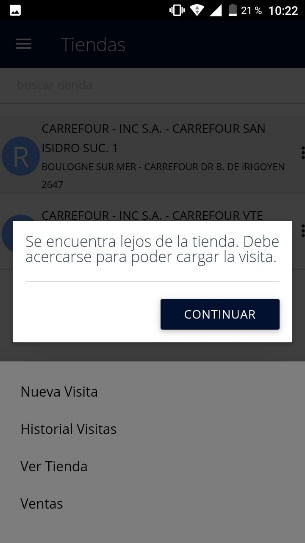 21 % 10:22
Tiendas
buscar tienda
CARREFOUR - INC S.A. - CARREFOUR SAN
ISIDRO SUC. 1
R
BOULOGNE SUR MER - CARREFOUR DR B. DE IRIGOYEN
2647
CARREFOUR - INC S.A. - CARREFOUR VTE
Se encuentra lejos de la tienda. Debe
acercarse para poder cargar la visita.
CONTINUAR
Nueva Visita
Historial Visitas
Ver Tienda
Ventas